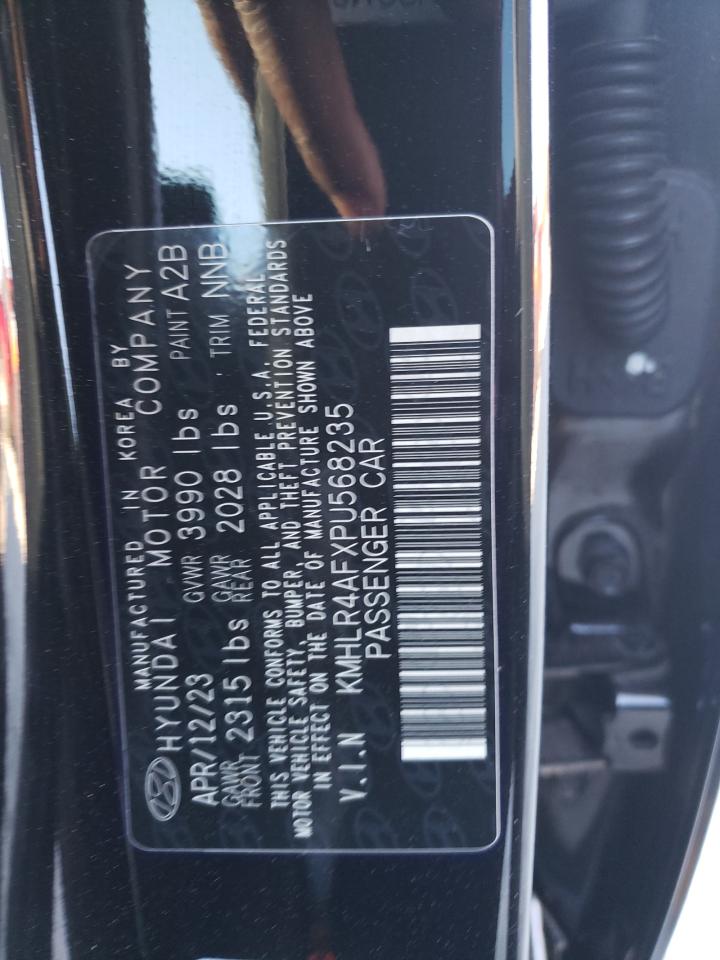 MANUFACTURED IN KOREA BY
HYUNDAI MOTOR COMPANY
APR/12/23 GVWR 3990 lbs PAINT A2B
GAWR FRONT 2315 lbs GAWR REAR 2028 lbs TRIM NNB
THIS VEHICLE CONFORMS TO ALL APPLICABLE U.S.A. FEDERAL
MOTOR VEHICLE SAFETY, BUMPER, AND THEFT PREVENTION STANDARDS
IN EFFECT ON THE DATE OF MANUFACTURE SHOWN ABOVE
V.I.N KMHLR4AFXPU568235
PASSENGER CAR